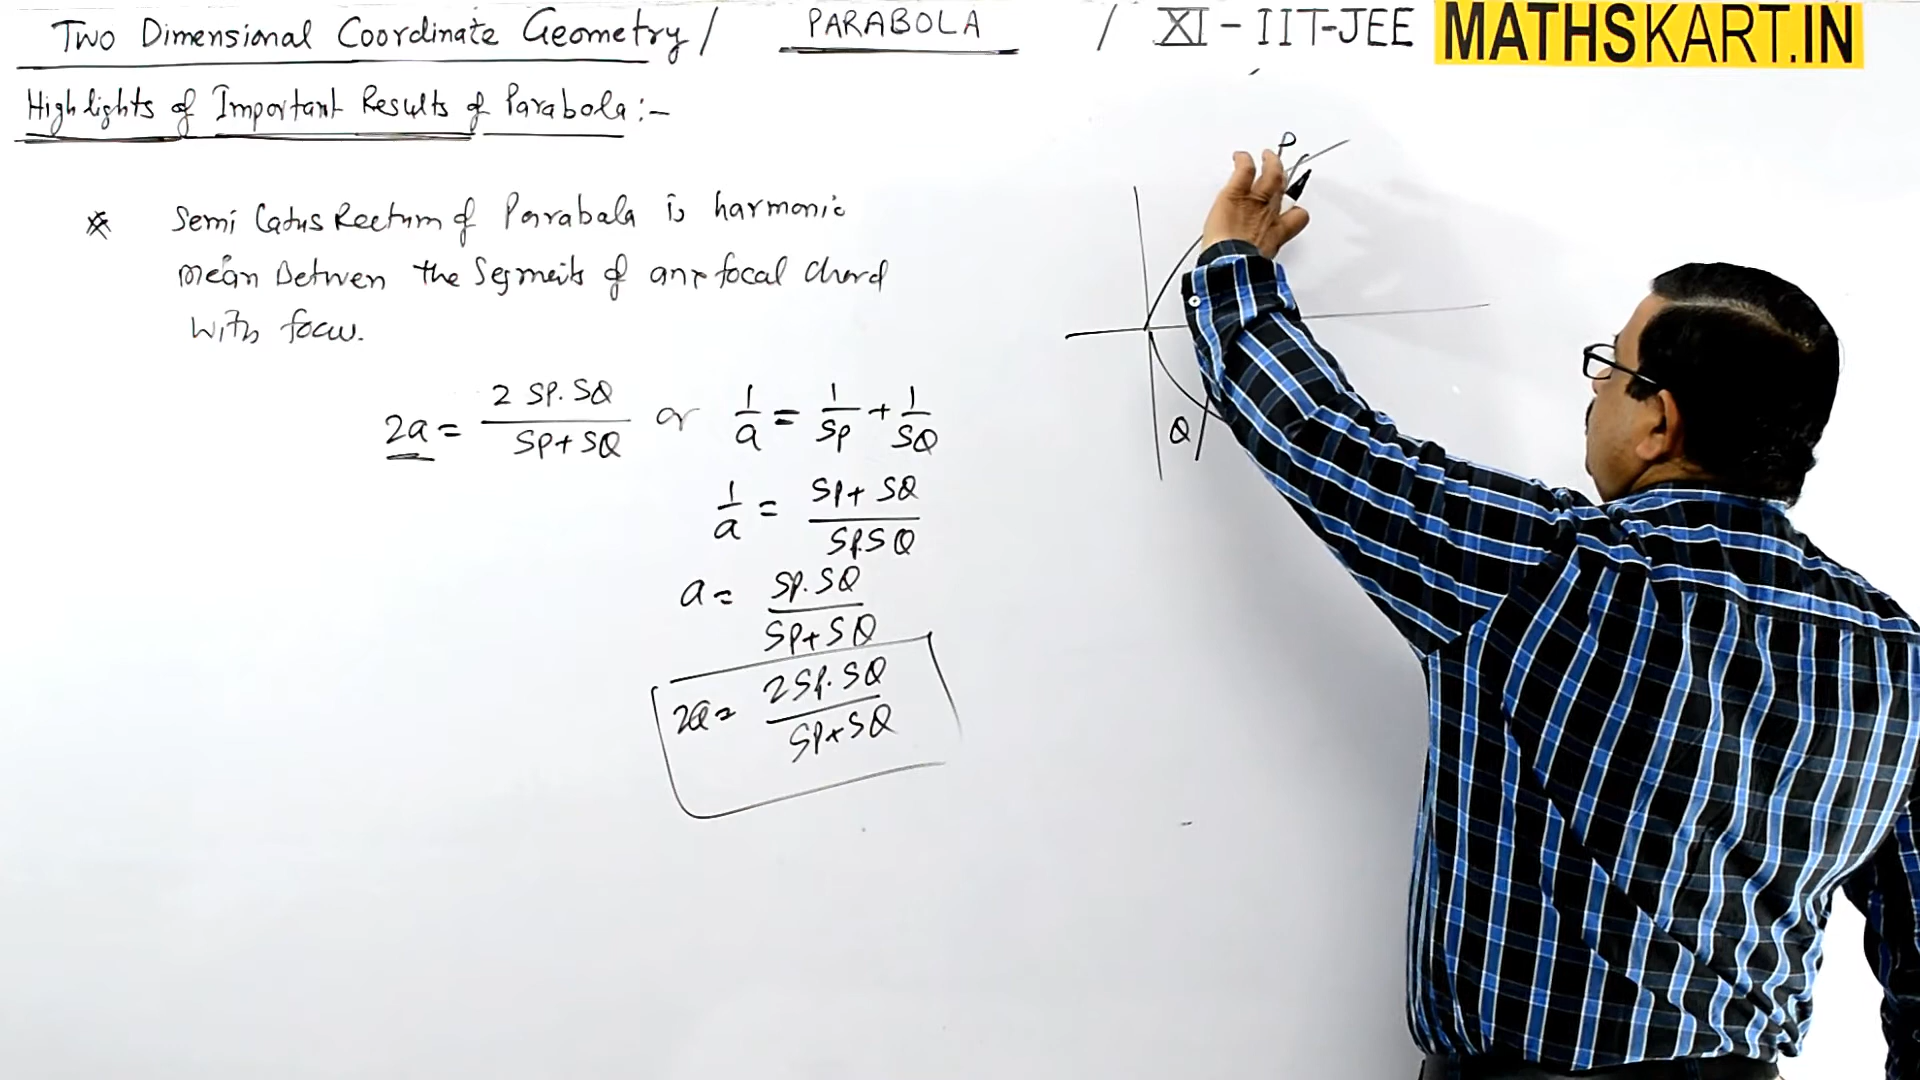 Two Dimensional Coordinate Geometry / PARABOLA / XI - IIT-JEE MATHSKART.IN
Highlights of Important Results of Parabola :-
* Semi Latus Rectum of Parabala is harmonic
mean between the segments of any focal chord
with focus.
2a = 2 SP. SQ / SP + SQ or 1/a = 1/SP + 1/SQ
1/a = SP + SQ / SP.SQ
a = SP. SQ / SP + SQ
2a = 2SP. SQ / SP + SQ
P
Q